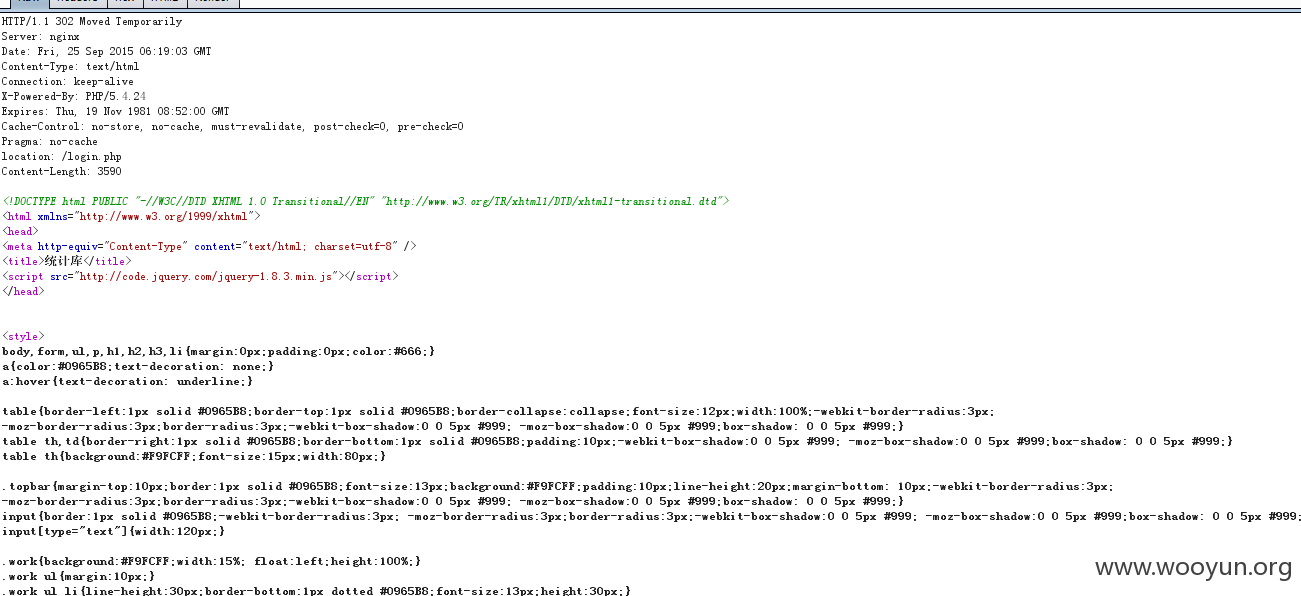 HTTP/1.1 302 Moved Temporarily
Server: nginx
Date: Fri, 25 Sep 2015 06:19:03 GMT
Content-Type: text/html
Connection: keep-alive
X-Powered-By: PHP/5.4.24
Expires: Thu, 19 Nov 1981 08:52:00 GMT
Cache-Control: no-store, no-cache, must-revalidate, post-check=0, pre-check=0
Pragma: no-cache
location: /login.php
Content-Length: 3590
<!DOCTYPE html PUBLIC "-//W3C//DTD XHTML 1.0 Transitional//EN" "http://www.w3.org/TR/xhtml1/DTD/xhtml1-transitional.dtd">
<html xmlns="http://www.w3.org/1999/xhtml">
<head>
<meta http-equiv="Content-Type" content="text/html; charset=utf-8" />
<title>统计库</title>
<script src="http://code.jquery.com/jquery-1.8.3.min.js"></script>
</head>
<style>
body,form,ul,p,h1,h2,h3,li{margin:0px;padding:0px;color:#666;}
a{color:#0965B8;text-decoration: none;}
a:hover{text-decoration: underline;}
table{border-left:1px solid #0965B8;border-top:1px solid #0965B8;border-collapse:collapse;font-size:12px;width:100%;-webkit-border-radius:3px;
-moz-border-radius:3px;border-radius:3px;-webkit-box-shadow:0 0 5px #999; -moz-box-shadow:0 0 5px #999;box-shadow: 0 0 5px #999;}
table th,td{border-right:1px solid #0965B8;border-bottom:1px solid #0965B8;padding:10px;-webkit-box-shadow:0 0 5px #999; -moz-box-shadow:0 0 5px #999;box-shadow: 0 0 5px #999;}
table th{background:#F9FCFF;font-size:15px;width:80px;}
.topbar{margin-top:10px;border:1px solid #0965B8;font-size:13px;background:#F9FCFF;padding:10px;line-height:20px;margin-bottom: 10px;-webkit-border-radius:3px;
-moz-border-radius:3px;border-radius:3px;-webkit-box-shadow:0 0 5px #999; -moz-box-shadow:0 0 5px #999;box-shadow: 0 0 5px #999;}
input{border:1px solid #0965B8;-webkit-border-radius:3px; -moz-border-radius:3px;border-radius:3px;-webkit-box-shadow:0 0 5px #999; -moz-box-shadow:0 0 5px #999;box-shadow: 0 0 5px #999;
input[type="text"]{width:120px;}
.work{background:#F9FCFF;width:15%; float:left;height:100%;}
.work ul{margin:10px;}
.work ul li{line-height:30px;border-bottom:1px dotted #0965B8;font-size:13px;height:30px;}
www.wooyun.org